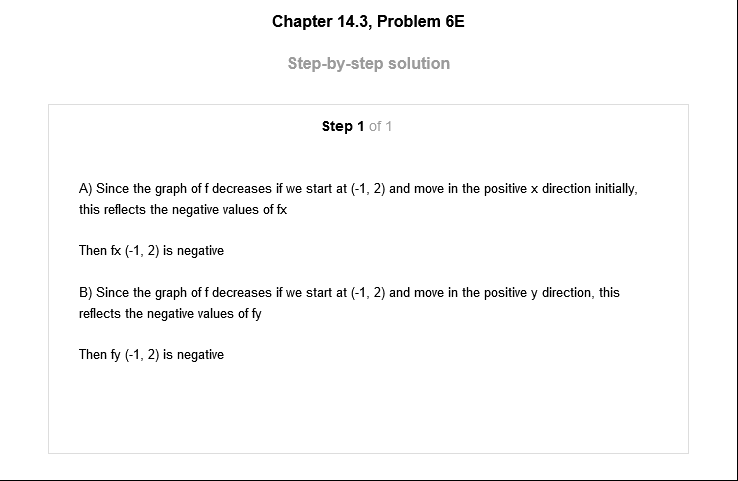 Chapter 14.3, Problem 6E
Step-by-step solution
Step 1 of 1
A) Since the graph of f decreases if we start at (-1, 2) and move in the positive x direction initially,
this reflects the negative values of fx
Then fx (-1, 2) is negative
B) Since the graph of f decreases if we start at (-1, 2) and move in the positive y direction, this
reflects the negative values of fy
Then fy (-1, 2) is negative